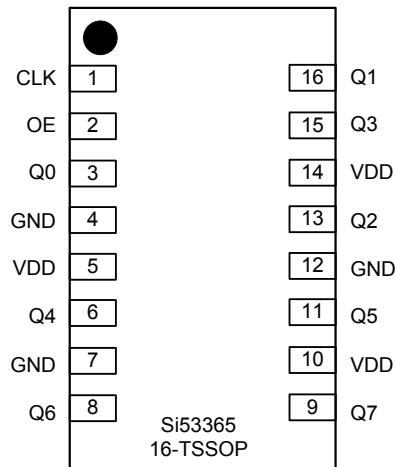 CLK 1 16 Q1
OE 2 15 Q3
Q0 3 14 VDD
GND 4 13 Q2
VDD 5 12 GND
Q4 6 11 Q5
GND 7 10 VDD
Q6 8 9 Q7
Si53365
16-TSSOP